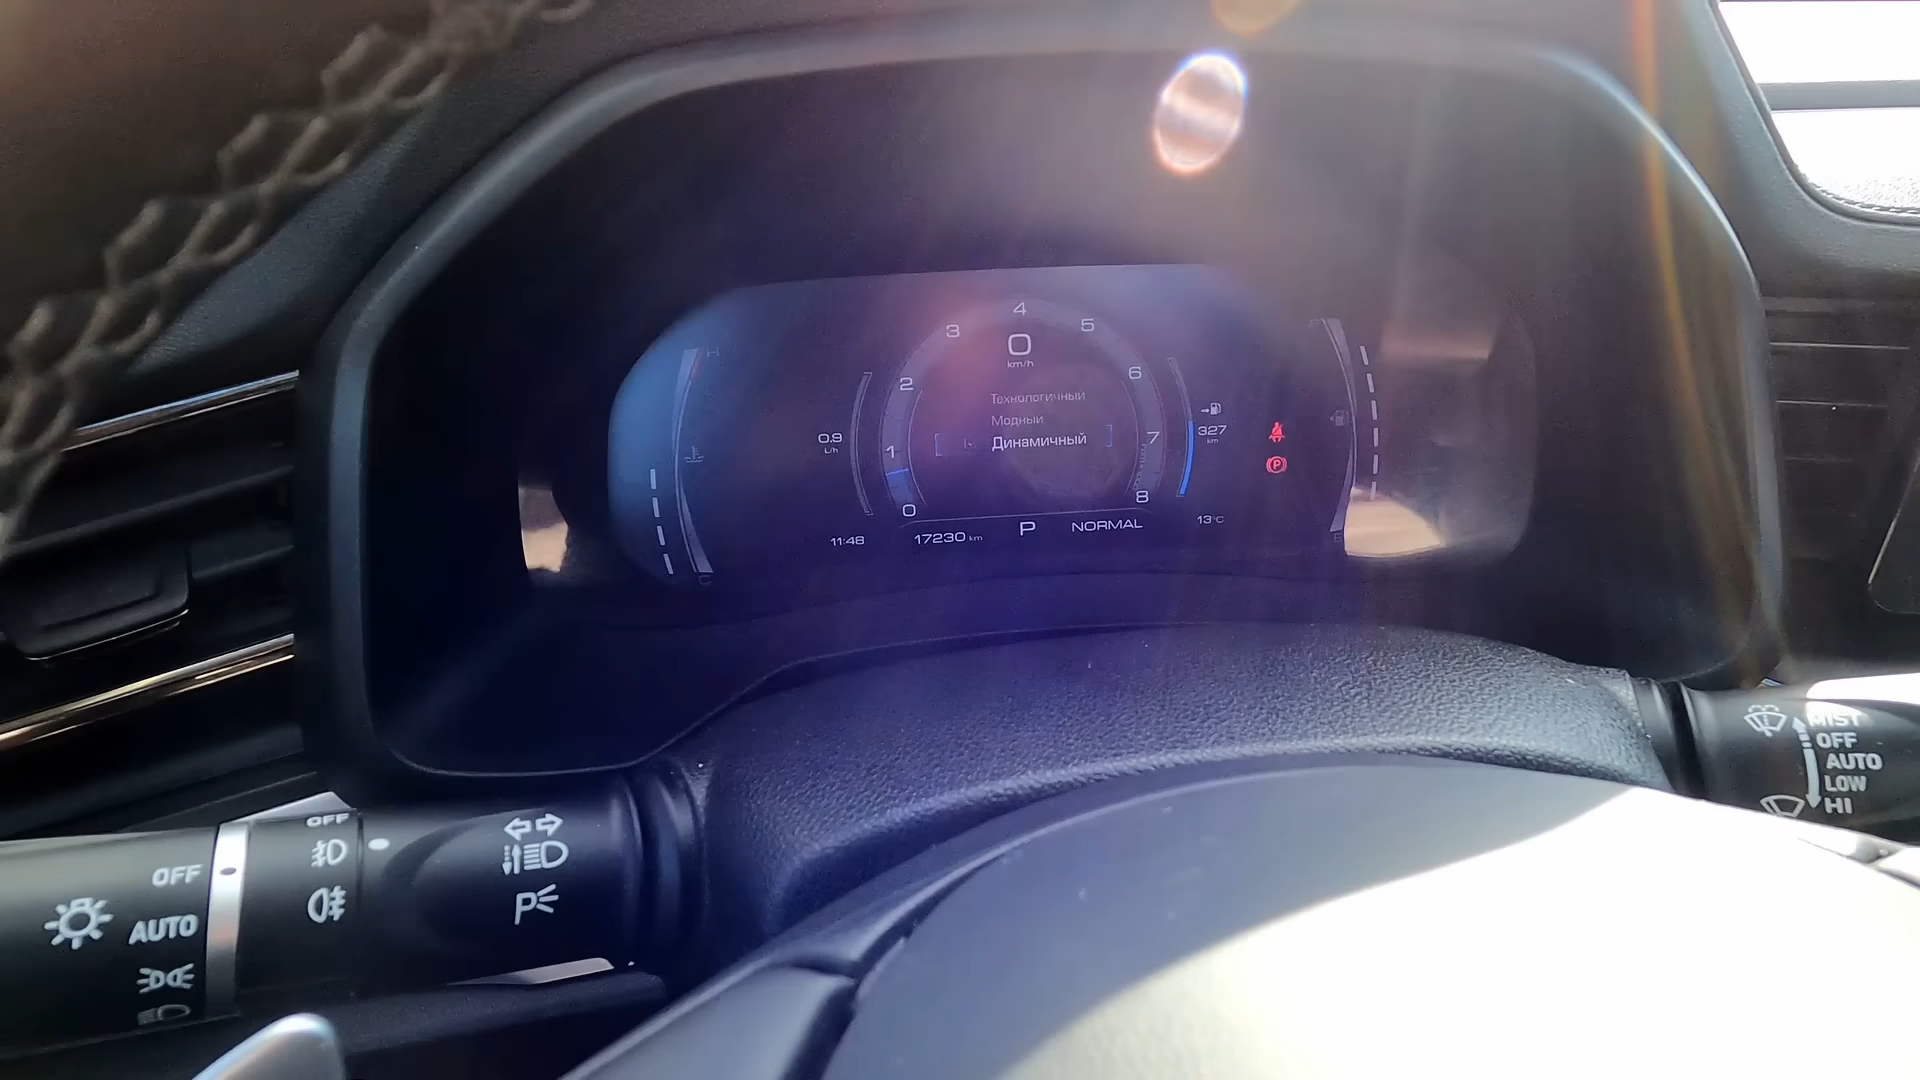 4
3
5
0
km/h
2
6
H
Технологичный
Модный
Динамичный
0.9
L/h
327
km
1
7
8
0
11:48
17230 km
P
NORMAL
13°C
C
E
MIST
OFF
AUTO
LOW
HI
OFF
OFF
AUTO
P